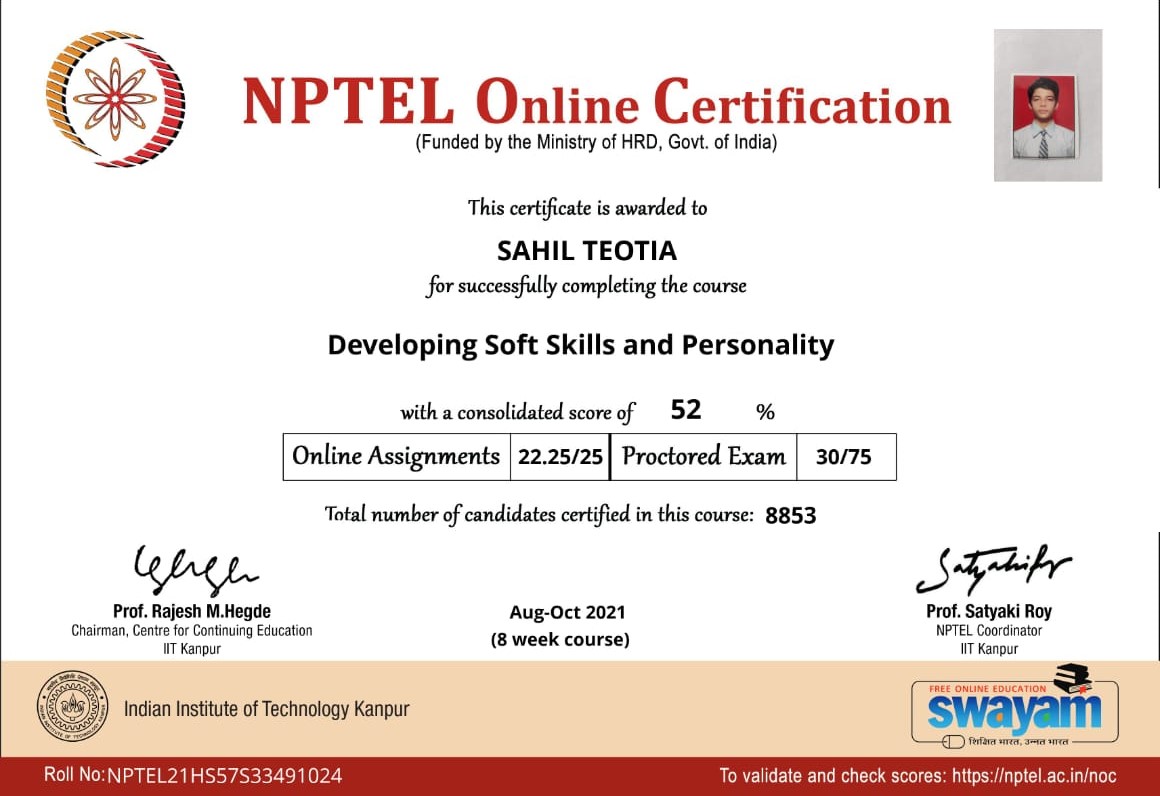 NPTEL Online Certification
(Funded by the Ministry of HRD, Govt. of India)
This certificate is awarded to
SAHIL TEOTIA
for successfully completing the course
Developing Soft Skills and Personality
with a consolidated score of 52 %
Online Assignments 22.25/25 Proctored Exam 30/75
Total number of candidates certified in this course: 8853
Prof. Rajesh M.Hegde
Chairman, Centre for Continuing Education
IIT Kanpur
Aug-Oct 2021
(8 week course)
Prof. Satyaki Roy
NPTEL Coordinator
IIT Kanpur
Indian Institute of Technology Kanpur
FREE ONLINE EDUCATION
swayam
शिक्षित भारत, उन्नत भारत
Roll No:NPTEL21HS57S33491024
To validate and check scores: https://nptel.ac.in/noc